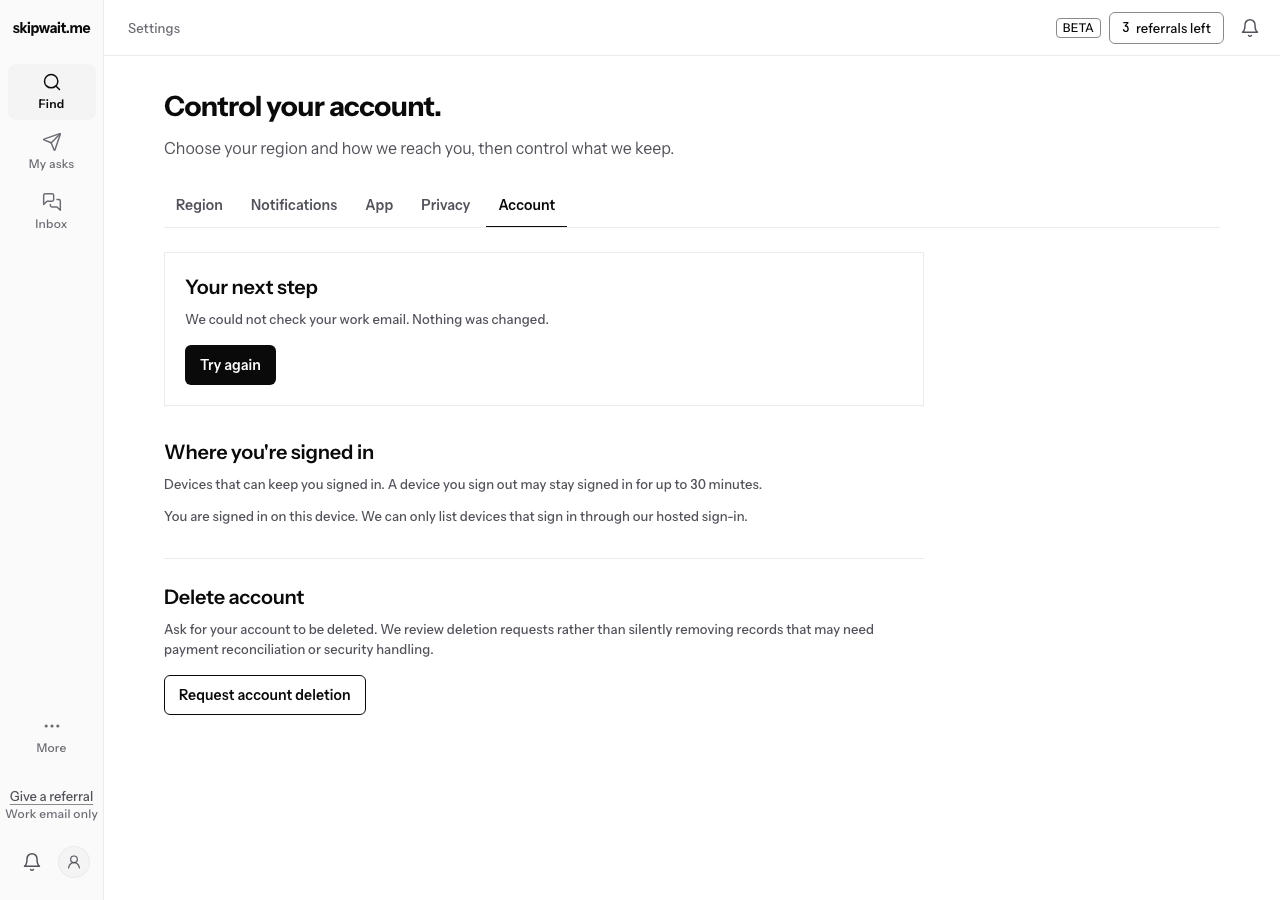 skipwait.me
Find
My asks
Inbox
More
Give a referral
Work email only
Settings
BETA
3 referrals left
Control your account.
Choose your region and how we reach you, then control what we keep.
Region Notifications App Privacy Account
Your next step
We could not check your work email. Nothing was changed.
Try again
Where you're signed in
Devices that can keep you signed in. A device you sign out may stay signed in for up to 30 minutes.
You are signed in on this device. We can only list devices that sign in through our hosted sign-in.
Delete account
Ask for your account to be deleted. We review deletion requests rather than silently removing records that may need
payment reconciliation or security handling.
Request account deletion